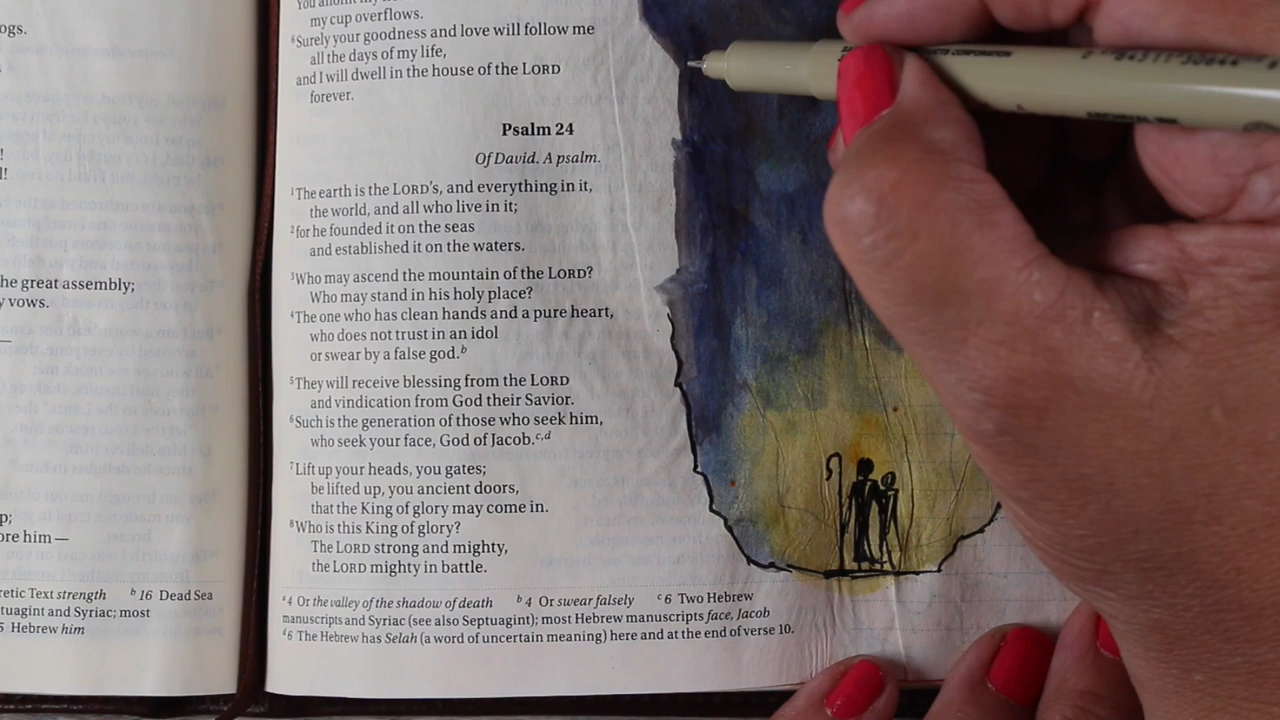 ogs.
!
l!
he great assembly;
y vows.
—
p;
ore him—
retic Text strength b 16 Dead Sea
tuagint and Syriac; most
5 Hebrew him
You anoint my
my cup overflows.
6 Surely your goodness and love will follow me
all the days of my life,
and I will dwell in the house of the LORD
forever.
Psalm 24
Of David. A psalm.
1 The earth is the LORD's, and everything in it,
the world, and all who live in it;
2 for he founded it on the seas
and established it on the waters.
3 Who may ascend the mountain of the LORD?
Who may stand in his holy place?
4 The one who has clean hands and a pure heart,
who does not trust in an idol
or swear by a false god.b
5 They will receive blessing from the LORD
and vindication from God their Savior.
6 Such is the generation of those who seek him,
who seek your face, God of Jacob.c,d
7 Lift up your heads, you gates;
be lifted up, you ancient doors,
that the King of glory may come in.
8 Who is this King of glory?
The LORD strong and mighty,
the LORD mighty in battle.
a 4 Or the valley of the shadow of death b 4 Or swear falsely c 6 Two Hebrew
manuscripts and Syriac (see also Septuagint); most Hebrew manuscripts face, Jacob
d 6 The Hebrew has Selah (a word of uncertain meaning) here and at the end of verse 10.
CORPORATION